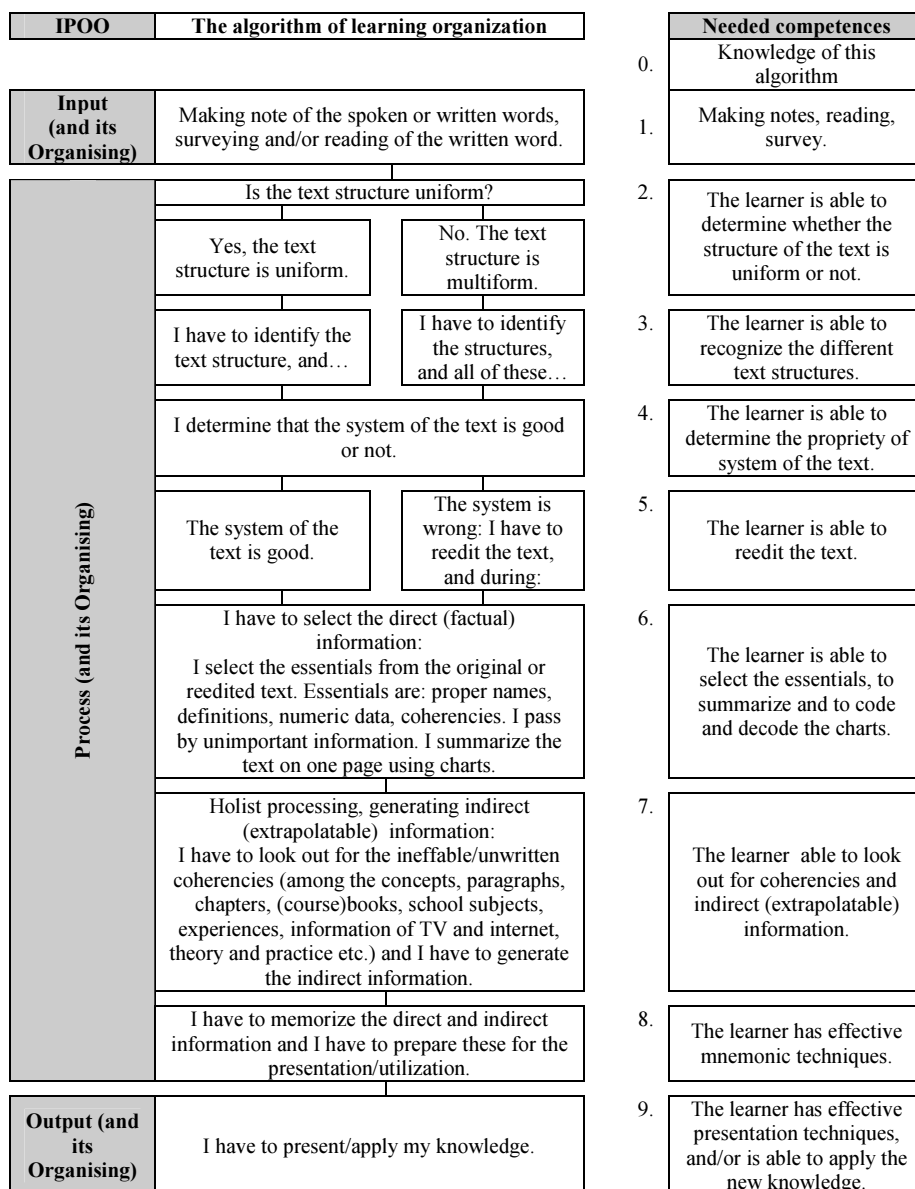 IPOO The algorithm of learning organization Needed competences
0. Knowledge of this
algorithm
Input
(and its
Organising)
Making note of the spoken or written words,
surveying and/or reading of the written word.
1. Making notes, reading,
survey.
Process (and its Organising)
Is the text structure uniform?
Yes, the text
structure is uniform.
No. The text
structure is
multiform.
2. The learner is able to
determine whether the
structure of the text is
uniform or not.
I have to identify the
text structure, and…
I have to identify
the structures,
and all of these…
3. The learner is able to
recognize the different
text structures.
I determine that the system of the text is good
or not.
4. The learner is able to
determine the propriety of
system of the text.
The system of the
text is good.
The system is
wrong: I have to
reedit the text,
and during:
5. The learner is able to
reedit the text.
I have to select the direct (factual)
information:
I select the essentials from the original or
reedited text. Essentials are: proper names,
definitions, numeric data, coherencies. I pass
by unimportant information. I summarize the
text on one page using charts.
6. The learner is able to
select the essentials, to
summarize and to code
and decode the charts.
Holist processing, generating indirect
(extrapolatable) information:
I have to look out for the ineffable/unwritten
coherencies (among the concepts, paragraphs,
chapters, (course)books, school subjects,
experiences, information of TV and internet,
theory and practice etc.) and I have to generate
the indirect information.
7. The learner able to look
out for coherencies and
indirect (extrapolatable)
information.
I have to memorize the direct and indirect
information and I have to prepare these for the
presentation/utilization.
8. The learner has effective
mnemonic techniques.
Output (and
its
Organising)
I have to present/apply my knowledge.
9. The learner has effective
presentation techniques,
and/or is able to apply the
new knowledge.